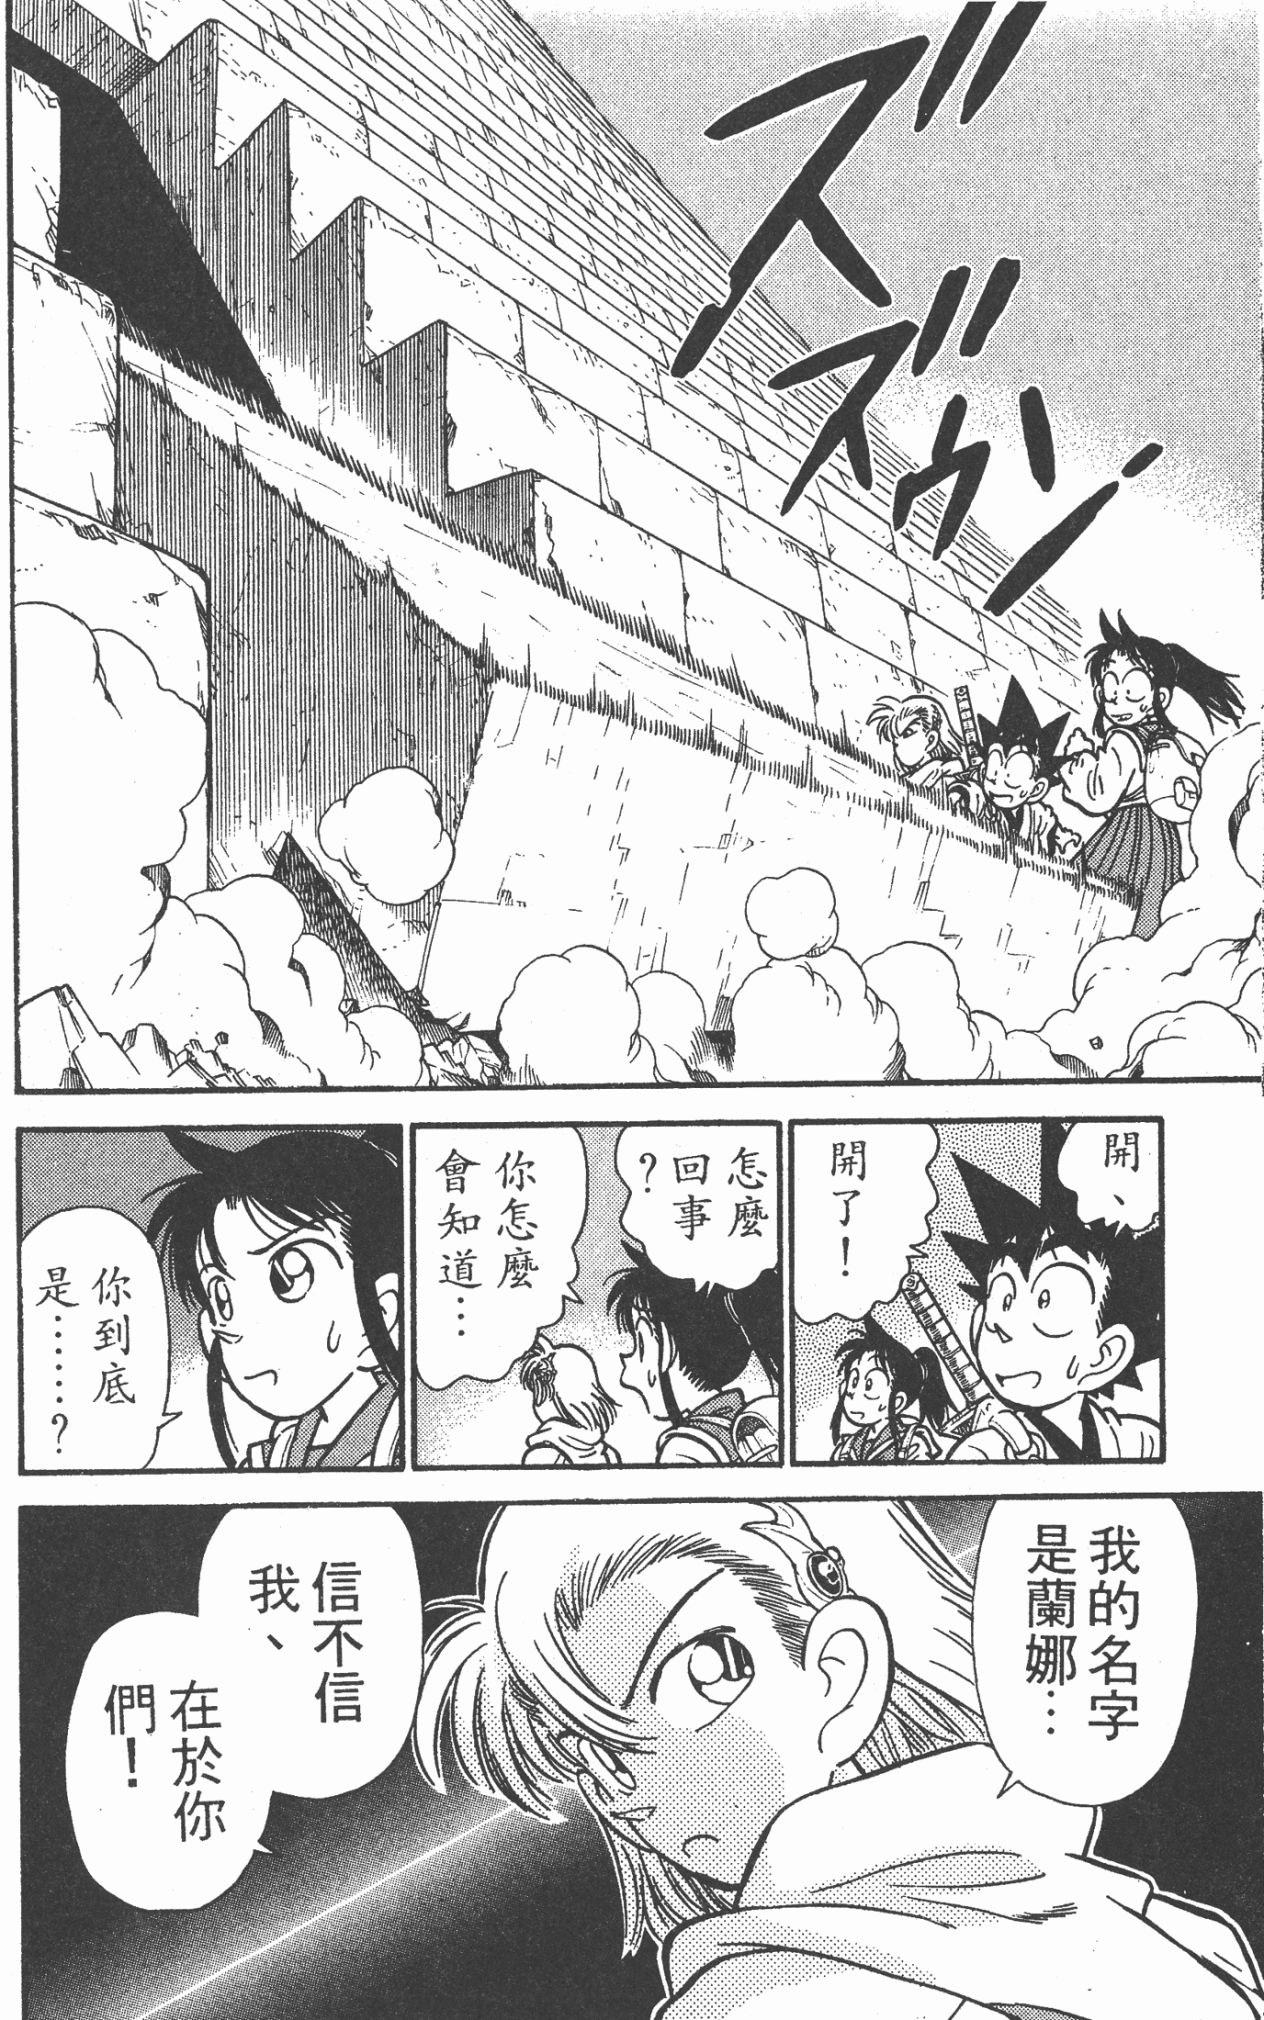 ズズウン
開、
開了！
怎麼
回事
？
你怎麼
會知道…
你到底
是……？
我的名字
是蘭娜…
信不信
我、
在於你
們！